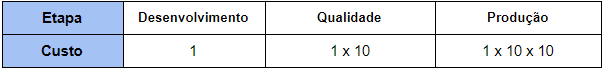 Etapa Desenvolvimento Qualidade Produção
Custo 1 1 x 10 1 x 10 x 10